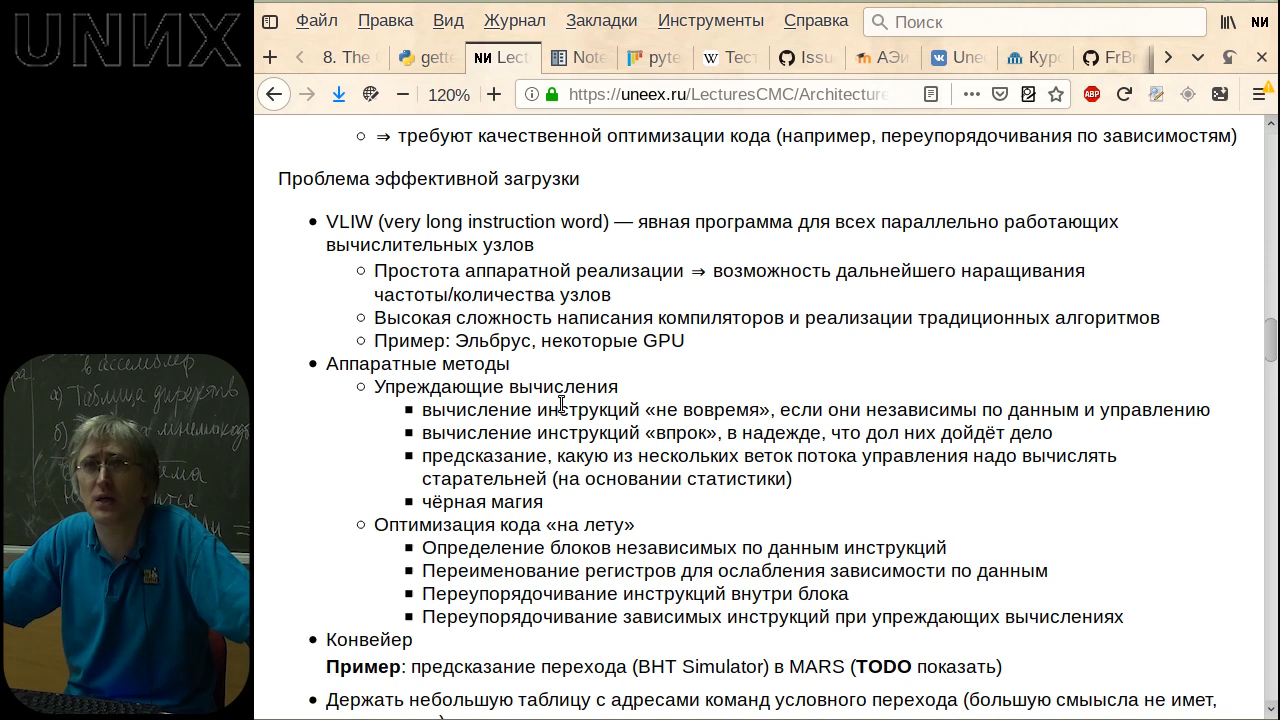 UNИX
Файл Правка Вид Журнал Закладки Инструменты Справка Поиск
8. The gette Lect Note pyte Тест Issu АЭи Unee Курс FrBr
120% https://uneex.ru/LecturesCMC/Architecture
⇒ требуют качественной оптимизации кода (например, переупорядочивания по зависимостям)
Проблема эффективной загрузки
VLIW (very long instruction word) — явная программа для всех параллельно работающих
вычислительных узлов
Простота аппаратной реализации ⇒ возможность дальнейшего наращивания
частоты/количества узлов
Высокая сложность написания компиляторов и реализации традиционных алгоритмов
Пример: Эльбрус, некоторые GPU
Аппаратные методы
Упреждающие вычисления
вычисление инструкций «не вовремя», если они независимы по данным и управлению
вычисление инструкций «впрок», в надежде, что дол них дойдёт дело
предсказание, какую из нескольких веток потока управления надо вычислять
старательней (на основании статистики)
чёрная магия
Оптимизация кода «на лету»
Определение блоков независимых по данным инструкций
Переименование регистров для ослабления зависимости по данным
Переупорядочивание инструкций внутри блока
Переупорядочивание зависимых инструкций при упреждающих вычислениях
Конвейер
Пример: предсказание перехода (BHT Simulator) в MARS (TODO показать)
Держать небольшую таблицу с адресами команд условного перехода (большую смыысла не имет,
в ассемблер
а) Таблица директив